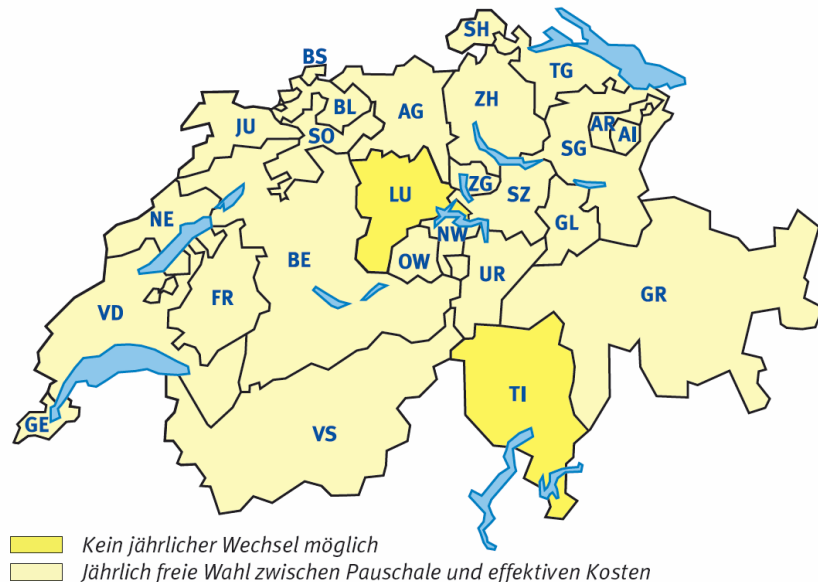 SH
BS
TG
BL
ZH
AG
JU
SO
AR
AI
SG
ZG
LU
SZ
NE
GL
NW
BE
OW
UR
FR
GR
VD
TI
GE
VS
Kein jährlicher Wechsel möglich
Jährlich freie Wahl zwischen Pauschale und effektiven Kosten